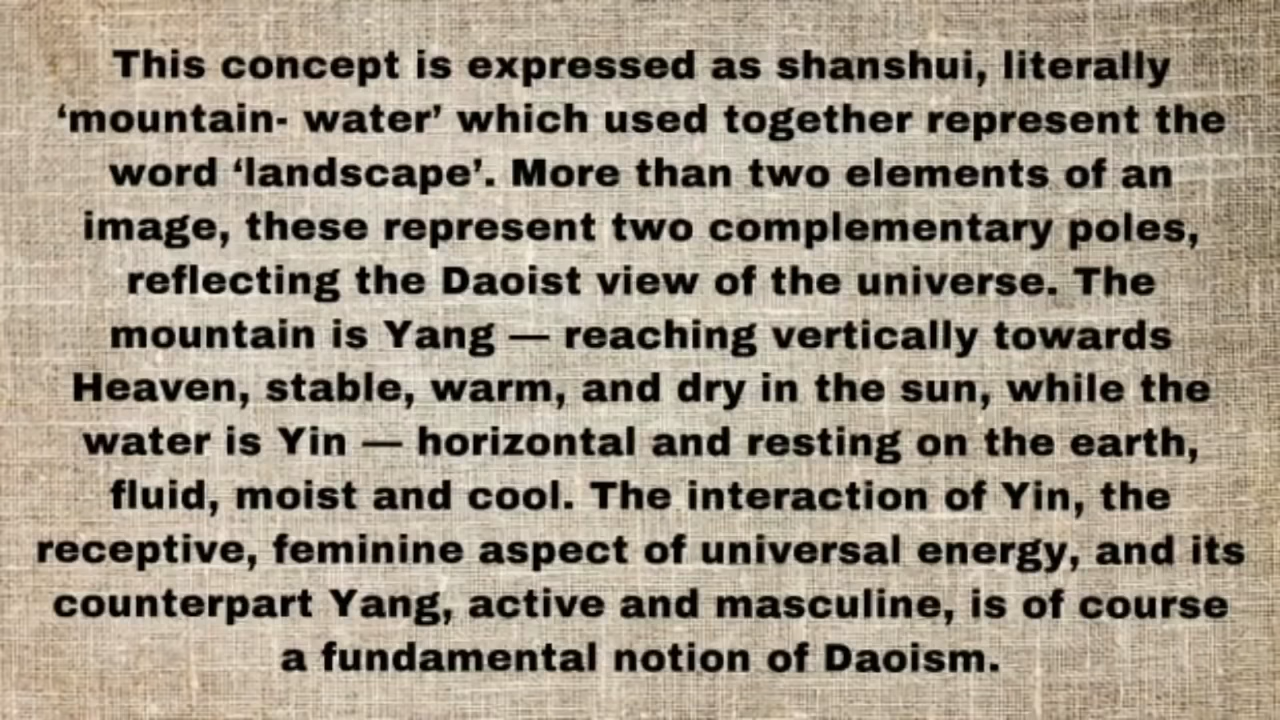 This concept is expressed as shanshui, literally
‘mountain- water’ which used together represent the
word ‘landscape’. More than two elements of an
image, these represent two complementary poles,
reflecting the Daoist view of the universe. The
mountain is Yang — reaching vertically towards
Heaven, stable, warm, and dry in the sun, while the
water is Yin — horizontal and resting on the earth,
fluid, moist and cool. The interaction of Yin, the
receptive, feminine aspect of universal energy, and its
counterpart Yang, active and masculine, is of course
a fundamental notion of Daoism.